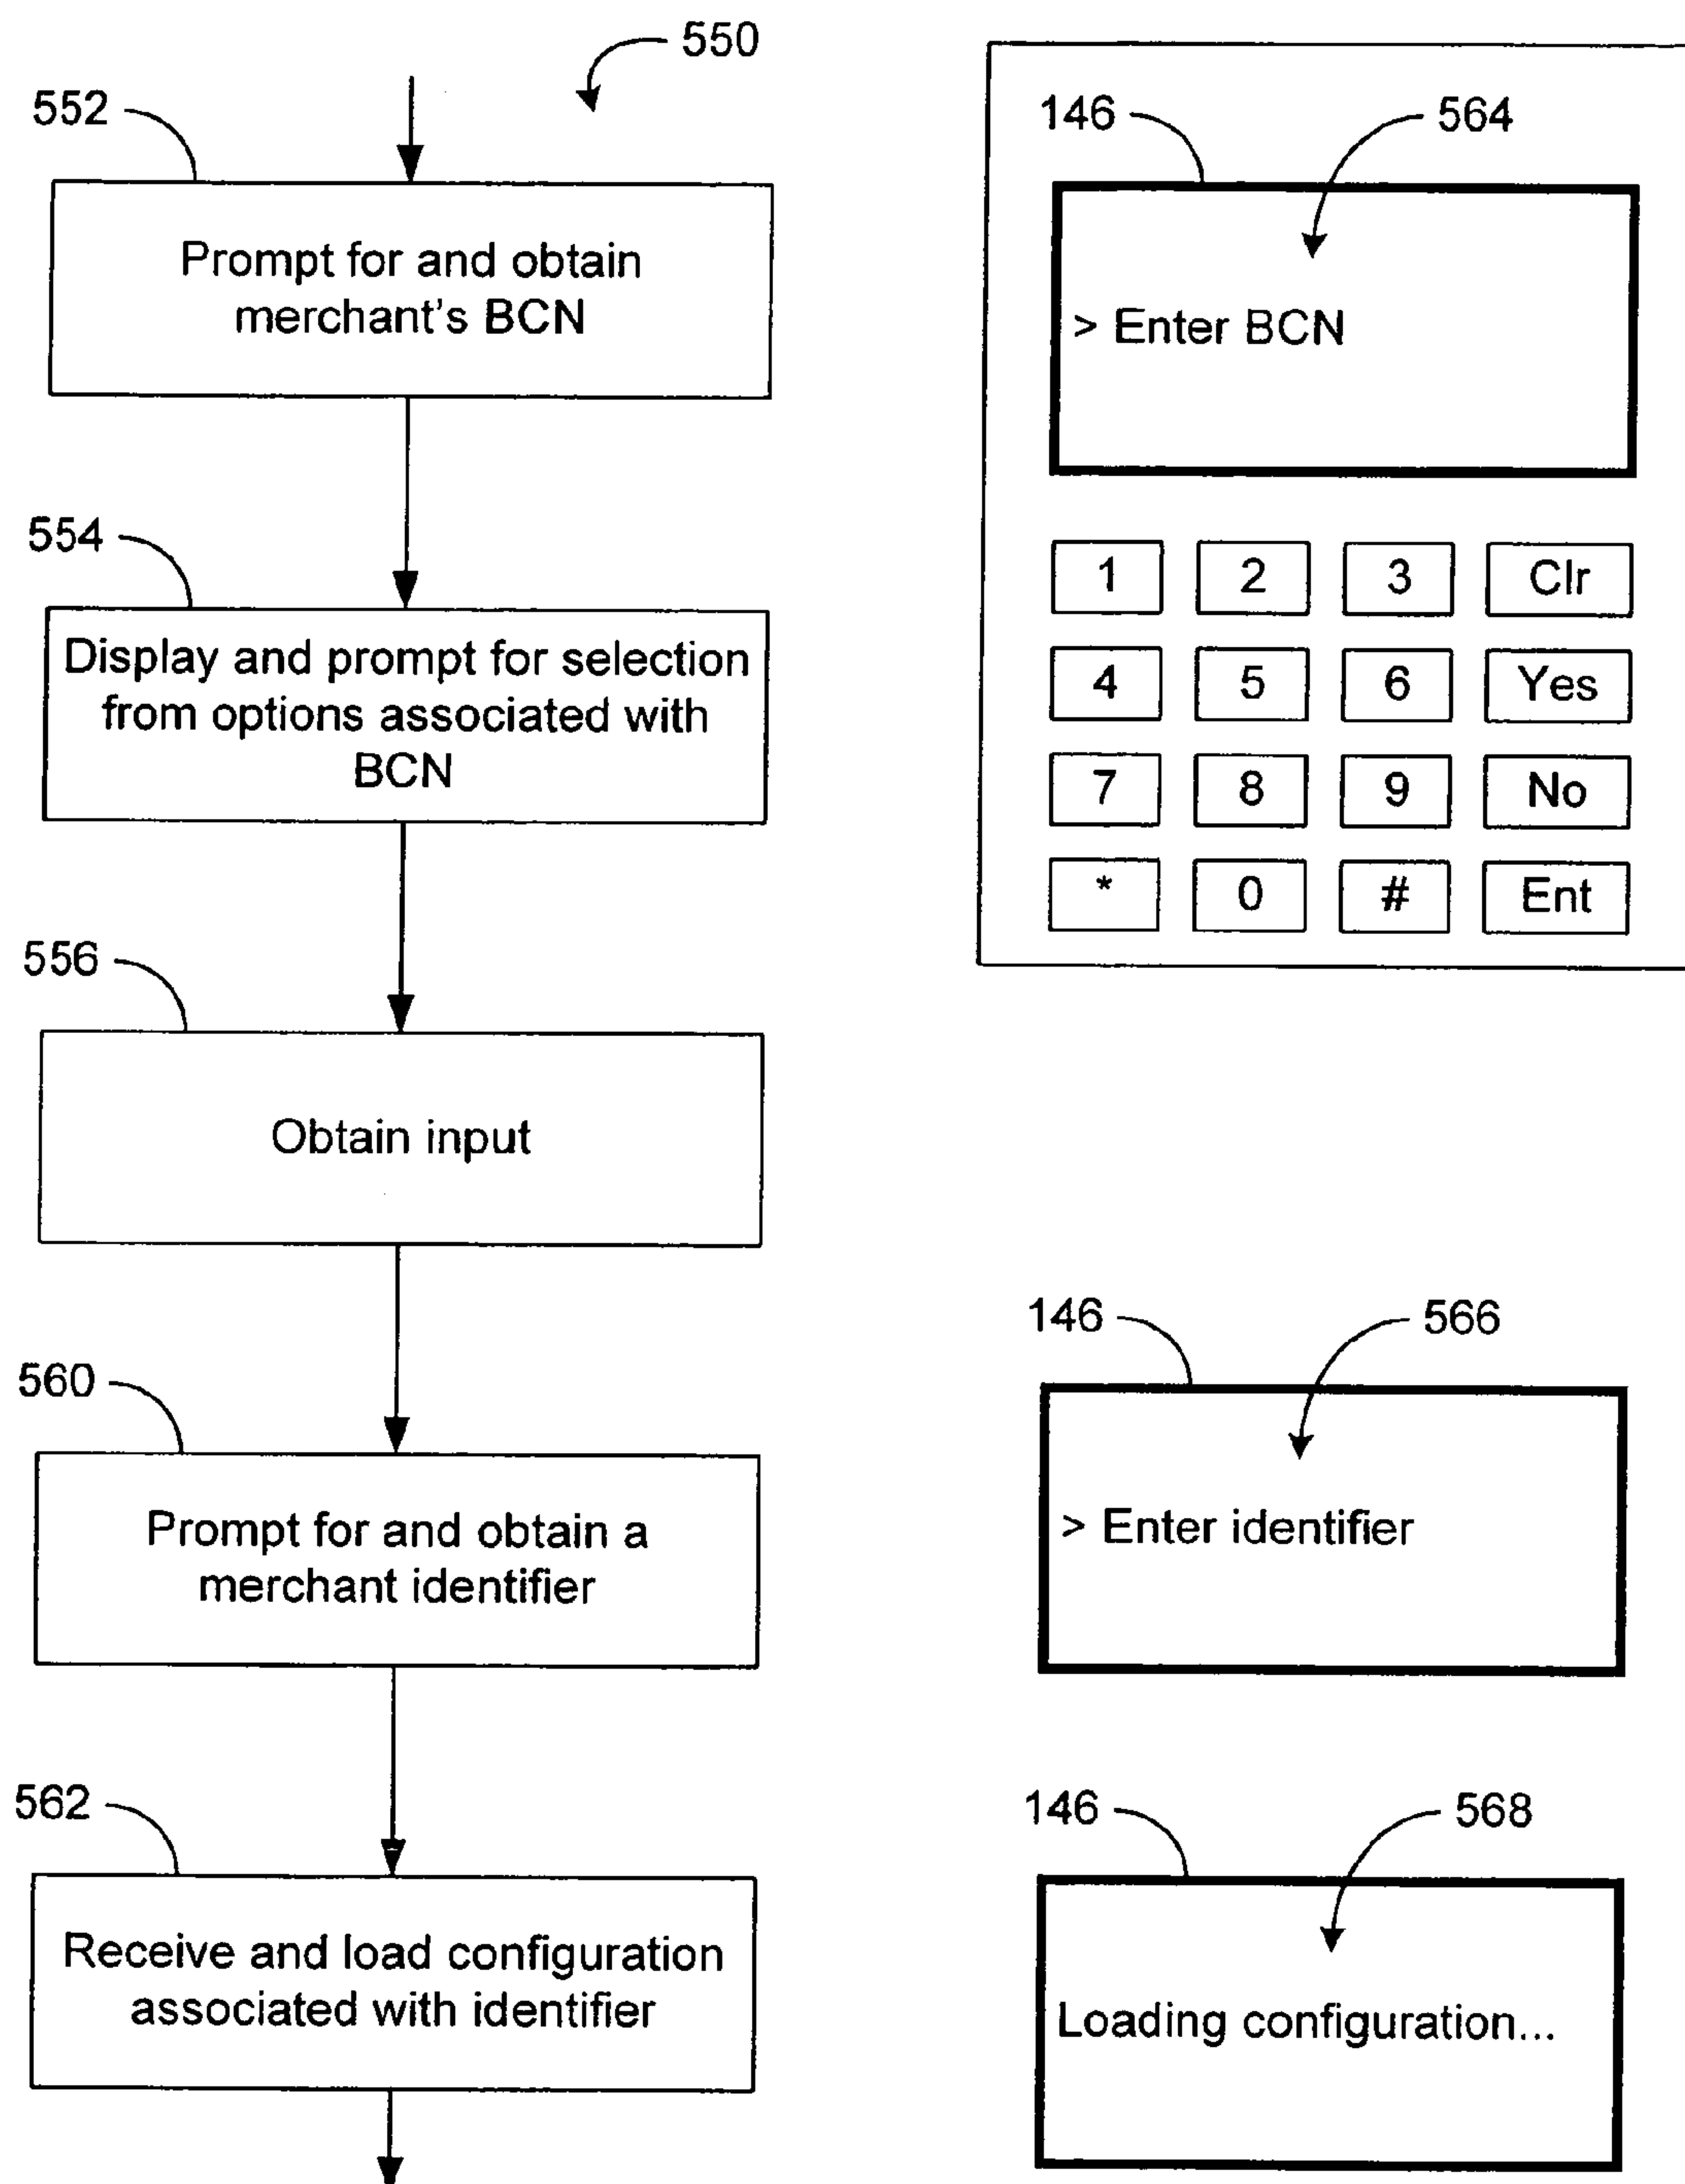 550
552
Prompt for and obtain
merchant's BCN
554
Display and prompt for selection
from options associated with
BCN
556
Obtain input
560
Prompt for and obtain a
merchant identifier
562
Receive and load configuration
associated with identifier
146 564
> Enter BCN
1 2 3 Clr
4 5 6 Yes
7 8 9 No
* 0 # Ent
146 566
> Enter identifier
146 568
Loading configuration...